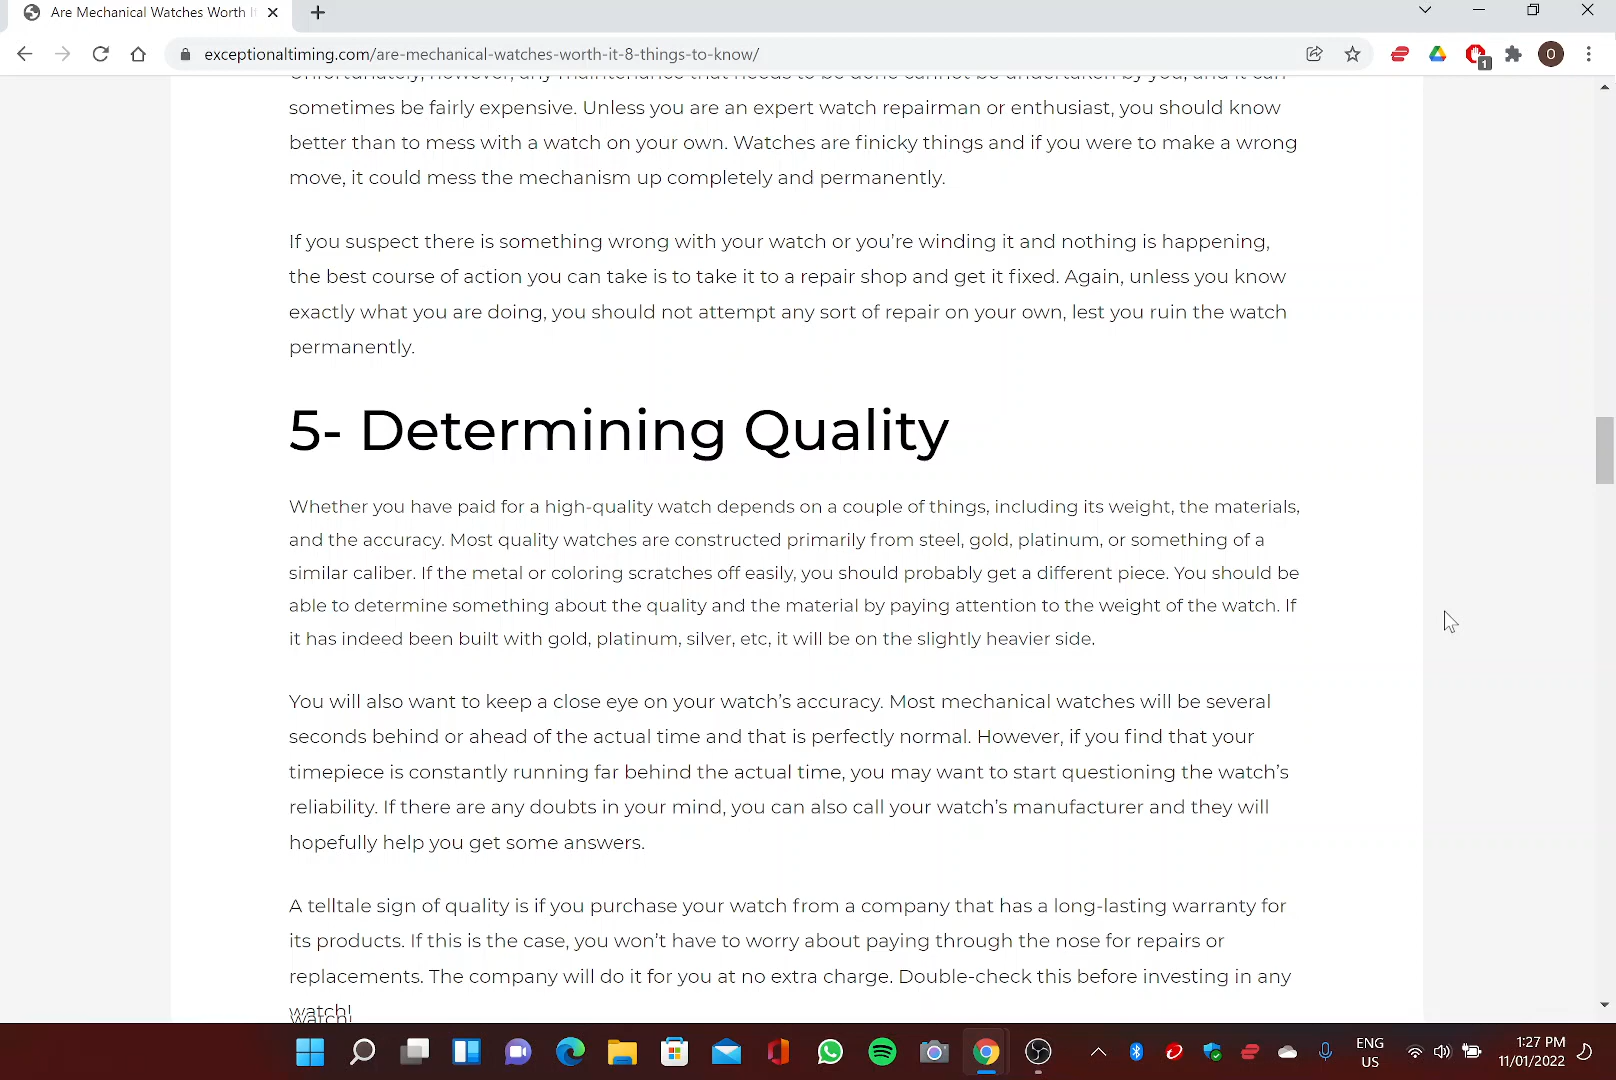 Are Mechanical Watches Worth I
exceptionaltiming.com/are-mechanical-watches-worth-it-8-things-to-know/
1
O
Unfortunately, however, any maintenance that needs to be done cannot be undertaken by you, and it can
sometimes be fairly expensive. Unless you are an expert watch repairman or enthusiast, you should know
better than to mess with a watch on your own. Watches are finicky things and if you were to make a wrong
move, it could mess the mechanism up completely and permanently.
If you suspect there is something wrong with your watch or you're winding it and nothing is happening,
the best course of action you can take is to take it to a repair shop and get it fixed. Again, unless you know
exactly what you are doing, you should not attempt any sort of repair on your own, lest you ruin the watch
permanently.
5- Determining Quality
Whether you have paid for a high-quality watch depends on a couple of things, including its weight, the materials,
and the accuracy. Most quality watches are constructed primarily from steel, gold, platinum, or something of a
similar caliber. If the metal or coloring scratches off easily, you should probably get a different piece. You should be
able to determine something about the quality and the material by paying attention to the weight of the watch. If
it has indeed been built with gold, platinum, silver, etc, it will be on the slightly heavier side.
You will also want to keep a close eye on your watch's accuracy. Most mechanical watches will be several
seconds behind or ahead of the actual time and that is perfectly normal. However, if you find that your
timepiece is constantly running far behind the actual time, you may want to start questioning the watch's
reliability. If there are any doubts in your mind, you can also call your watch's manufacturer and they will
hopefully help you get some answers.
A telltale sign of quality is if you purchase your watch from a company that has a long-lasting warranty for
its products. If this is the case, you won't have to worry about paying through the nose for repairs or
replacements. The company will do it for you at no extra charge. Double-check this before investing in any
watch!
ENG
US
1:27 PM
11/01/2022